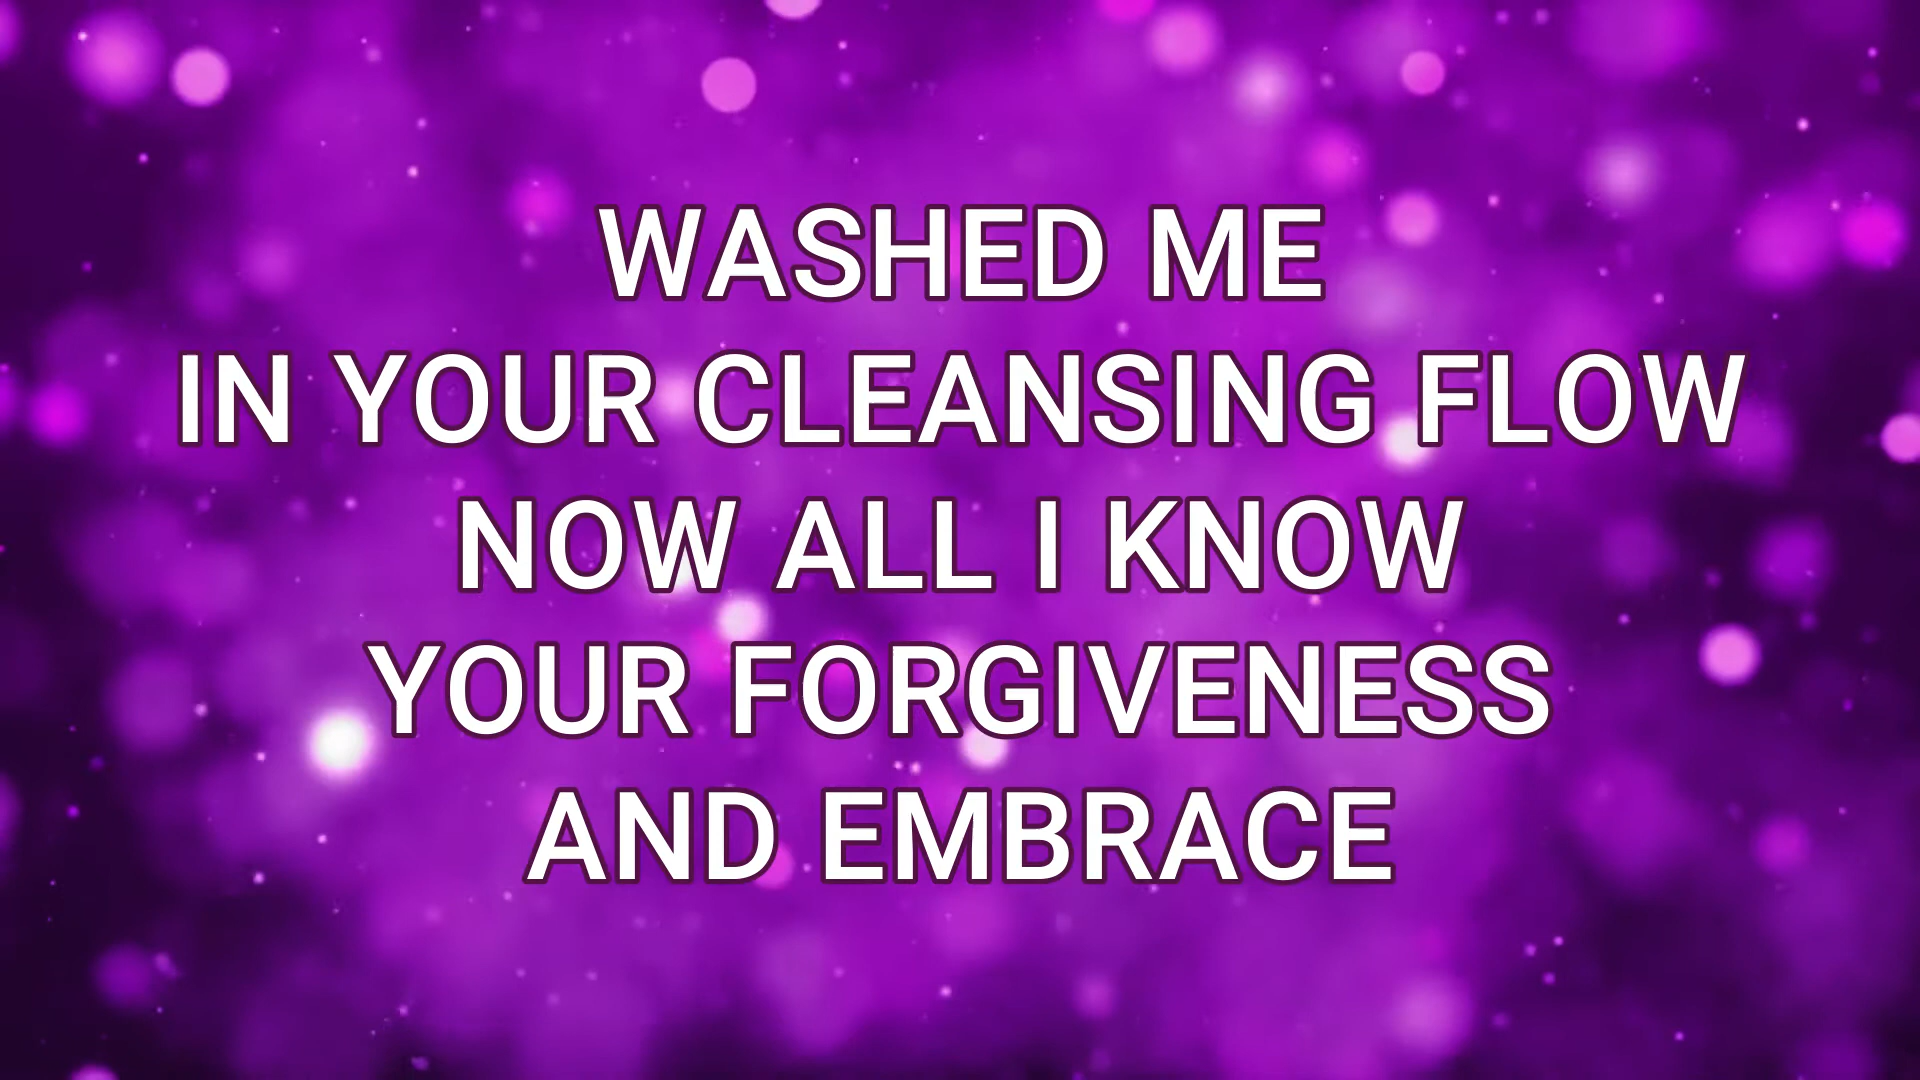 WASHED ME
IN YOUR CLEANSING FLOW
NOW ALL I KNOW
YOUR FORGIVENESS
AND EMBRACE